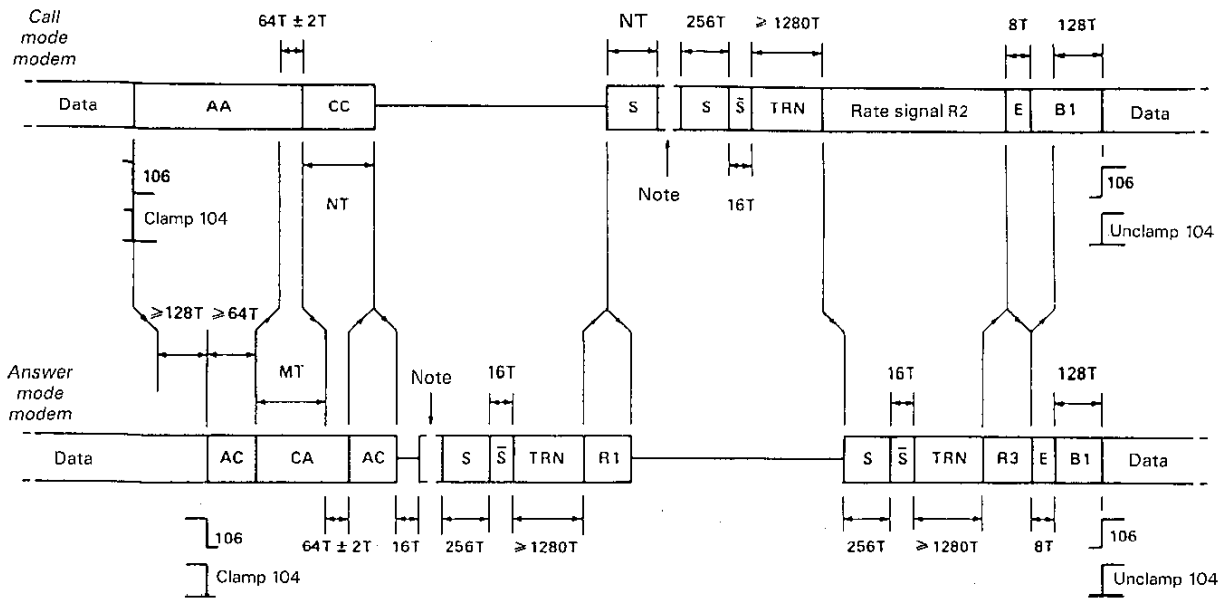 Call
mode
modem
64T ± 2T
NT
256T
⩾ 1280T
8T
128T
Data
AA
CC
S
S
S̄
TRN
Rate signal R2
E
B1
Data
106
Clamp 104
NT
Note
16T
106
Unclamp 104
⩾128T
⩾64T
MT
Answer
mode
modem
Note
16T
16T
128T
Data
AC
CA
AC
S
S̄
TRN
R1
S
S̄
TRN
R3
E
B1
Data
106
Clamp 104
64T ± 2T
16T
256T
⩾1280T
256T
⩾1280T
8T
106
Unclamp 104